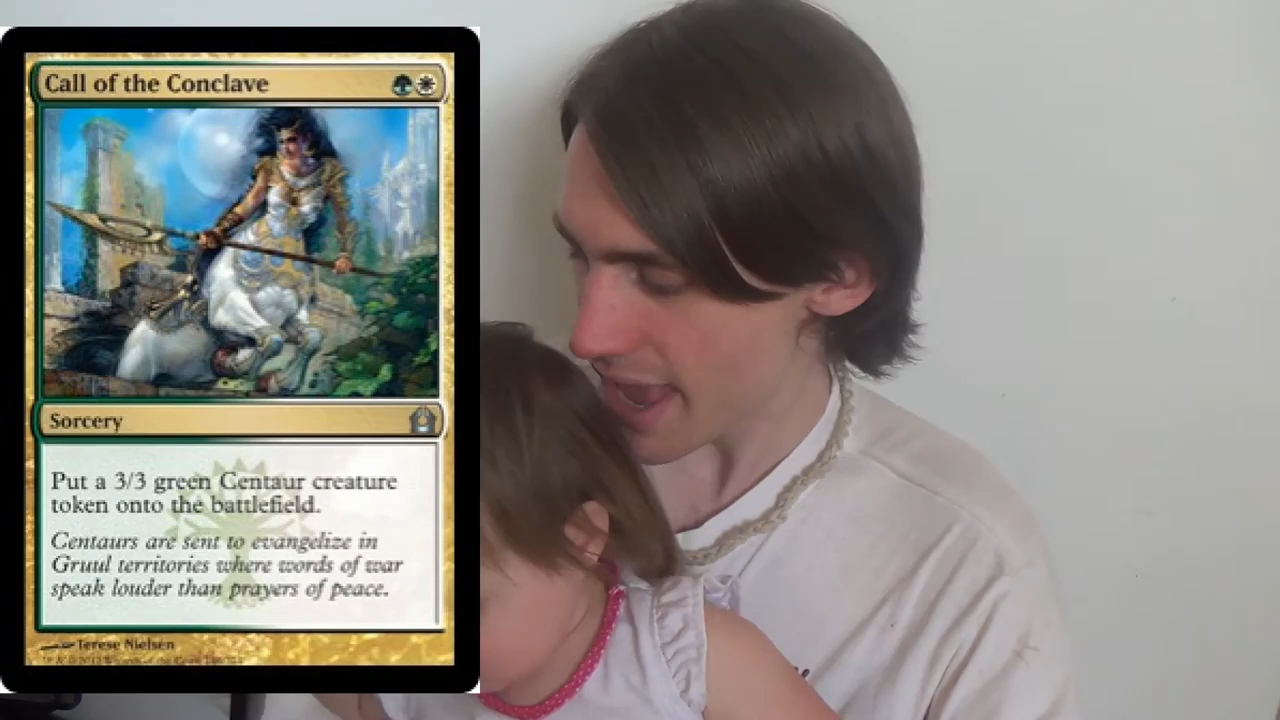 Call of the Conclave
Sorcery
Put a 3/3 green Centaur creature
token onto the battlefield.
Centaurs are sent to evangelize in
Gruul territories where words of war
speak louder than prayers of peace.
Terese Nielsen